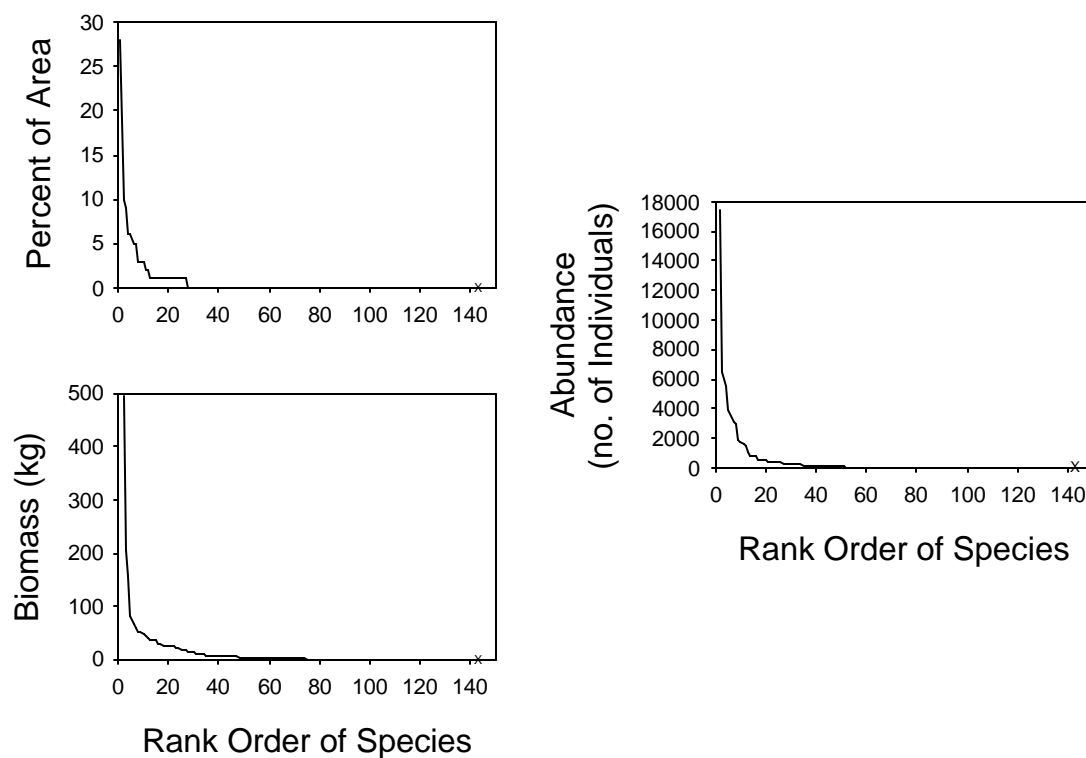 Percent of Area
30
25
20
15
10
5
0
0 20 40 60 80 100 120 140
x
Biomass (kg)
500
400
300
200
100
0
0 20 40 60 80 100 120 140
x
Rank Order of Species
Abundance
(no. of Individuals)
18000
16000
14000
12000
10000
8000
6000
4000
2000
0
0 20 40 60 80 100 120 140
x
Rank Order of Species